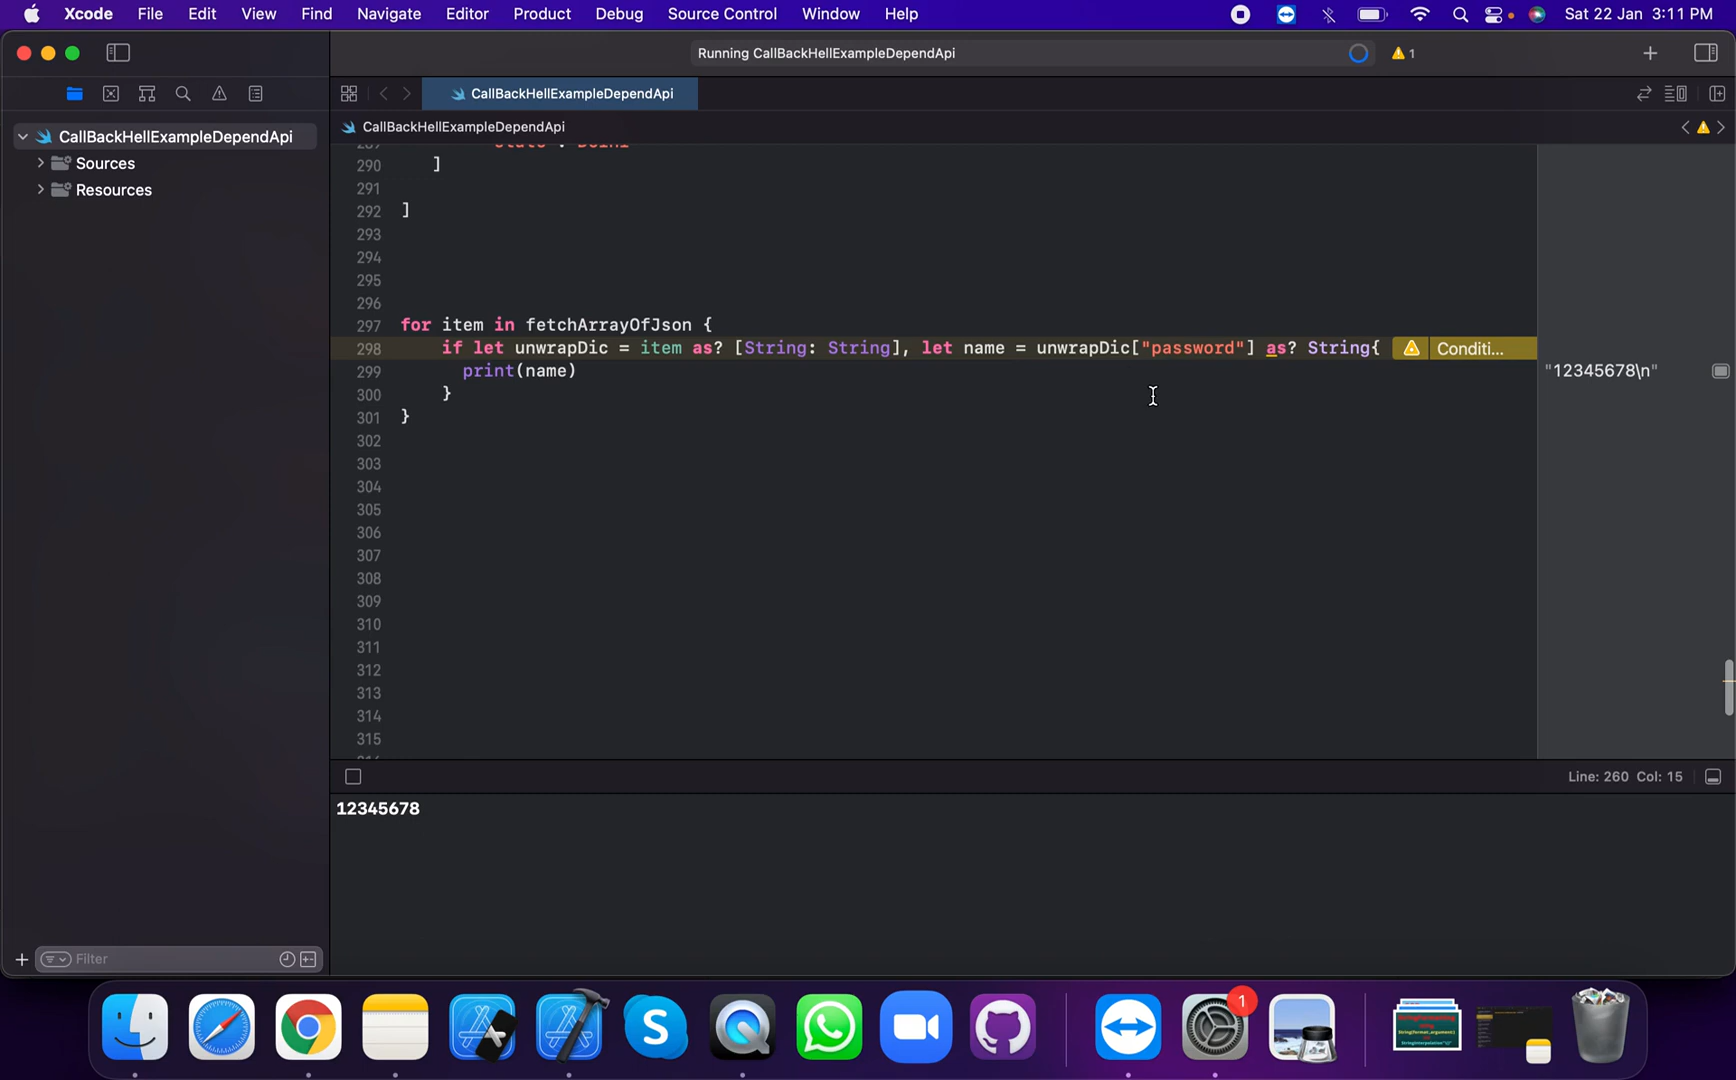 Xcode File Edit View Find Navigate Editor Product Debug Source Control Window Help Sat 22 Jan 3:11 PM
Running CallBackHellExampleDependApi 1
CallBackHellExampleDependApi
CallBackHellExampleDependApi
CallBackHellExampleDependApi
Sources
Resources
290 ]
291
292 ]
293
294
295
296
297 for item in fetchArrayOfJson {
298 if let unwrapDic = item as? [String: String], let name = unwrapDic["password"] as? String{ Conditi...
299 print(name) "12345678\n"
300 }
301 }
302
303
304
305
306
307
308
309
310
311
312
313
314
315
Line: 260 Col: 15
12345678
Filter
1
S